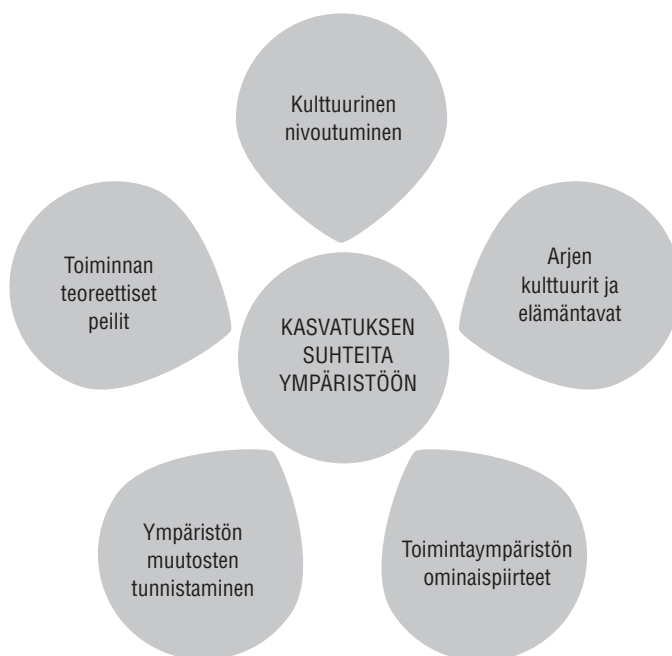 Kulttuurinen
nivoutuminen
Toiminnan
teoreettiset
peilit
Arjen
kulttuurit ja
elämäntavat
KASVATUKSEN
SUHTEITA
YMPÄRISTÖÖN
Ympäristön
muutosten
tunnistaminen
Toimintaympäristön
ominaispiirteet